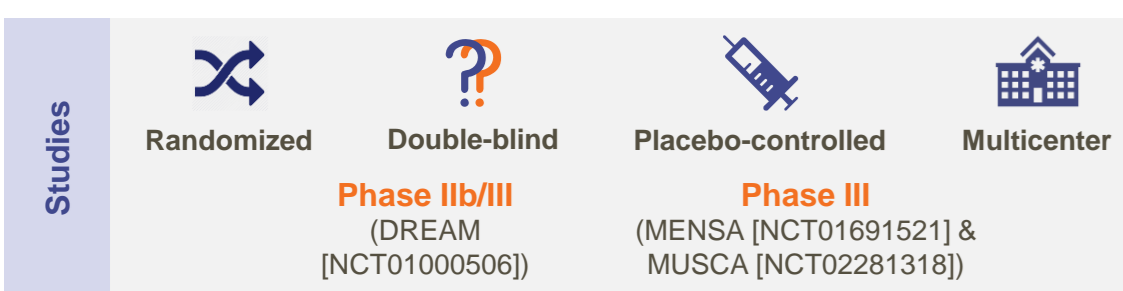 Studies
Randomized
Double-blind
Placebo-controlled
Multicenter
Phase IIb/III
(DREAM
[NCT01000506])
Phase III
(MENSA [NCT01691521] &
MUSCA [NCT02281318])